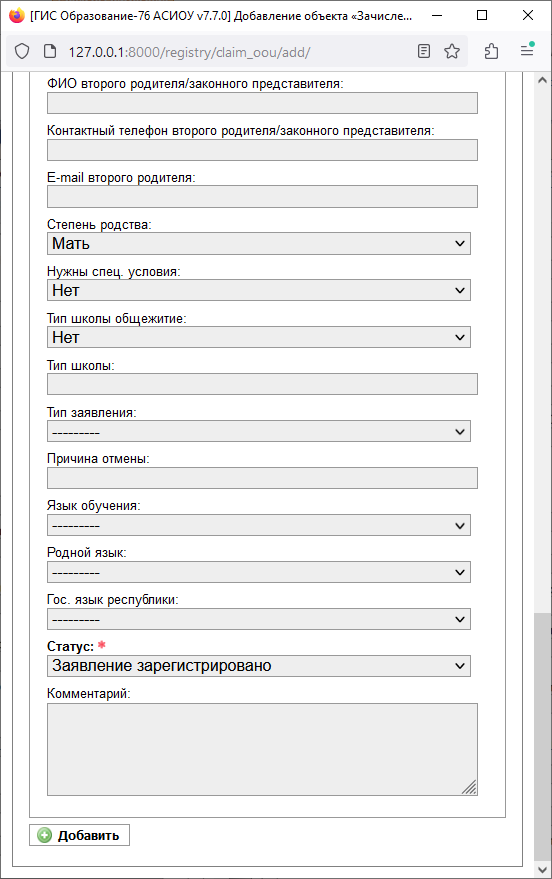 [ГИС Образование-76 АСИОУ v7.7.0] Добавление объекта «Зачисле...
127.0.0.1:8000/registry/claim_oou/add/
ФИО второго родителя/законного представителя:
Контактный телефон второго родителя/законного представителя:
E-mail второго родителя:
Степень родства:
Мать
Нужны спец. условия:
Нет
Тип школы общежитие:
Нет
Тип школы:
Тип заявления:
---------
Причина отмены:
Язык обучения:
---------
Родной язык:
---------
Гос. язык республики:
---------
Статус: *
Заявление зарегистрировано
Комментарий:
Добавить